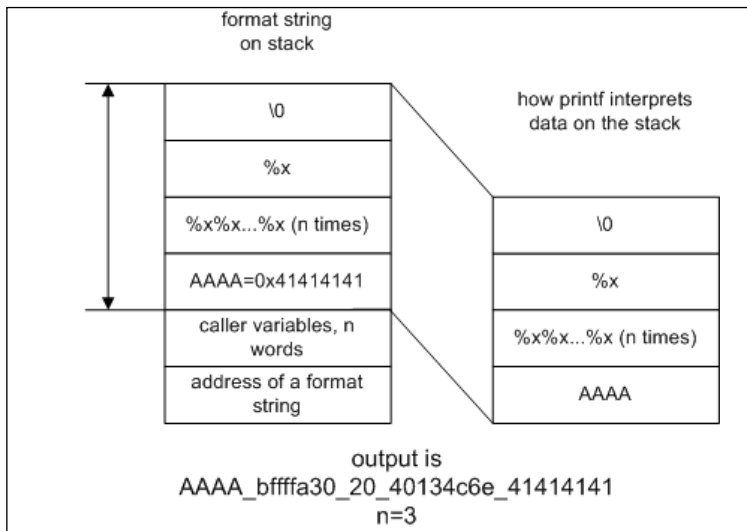 format string
on stack
\0
%x
%x%x...%x (n times)
AAAA=0x41414141
caller variables, n
words
address of a format
string
how printf interprets
data on the stack
\0
%x
%x%x...%x (n times)
AAAA
output is
AAAA_bffffa30_20_40134c6e_41414141
n=3